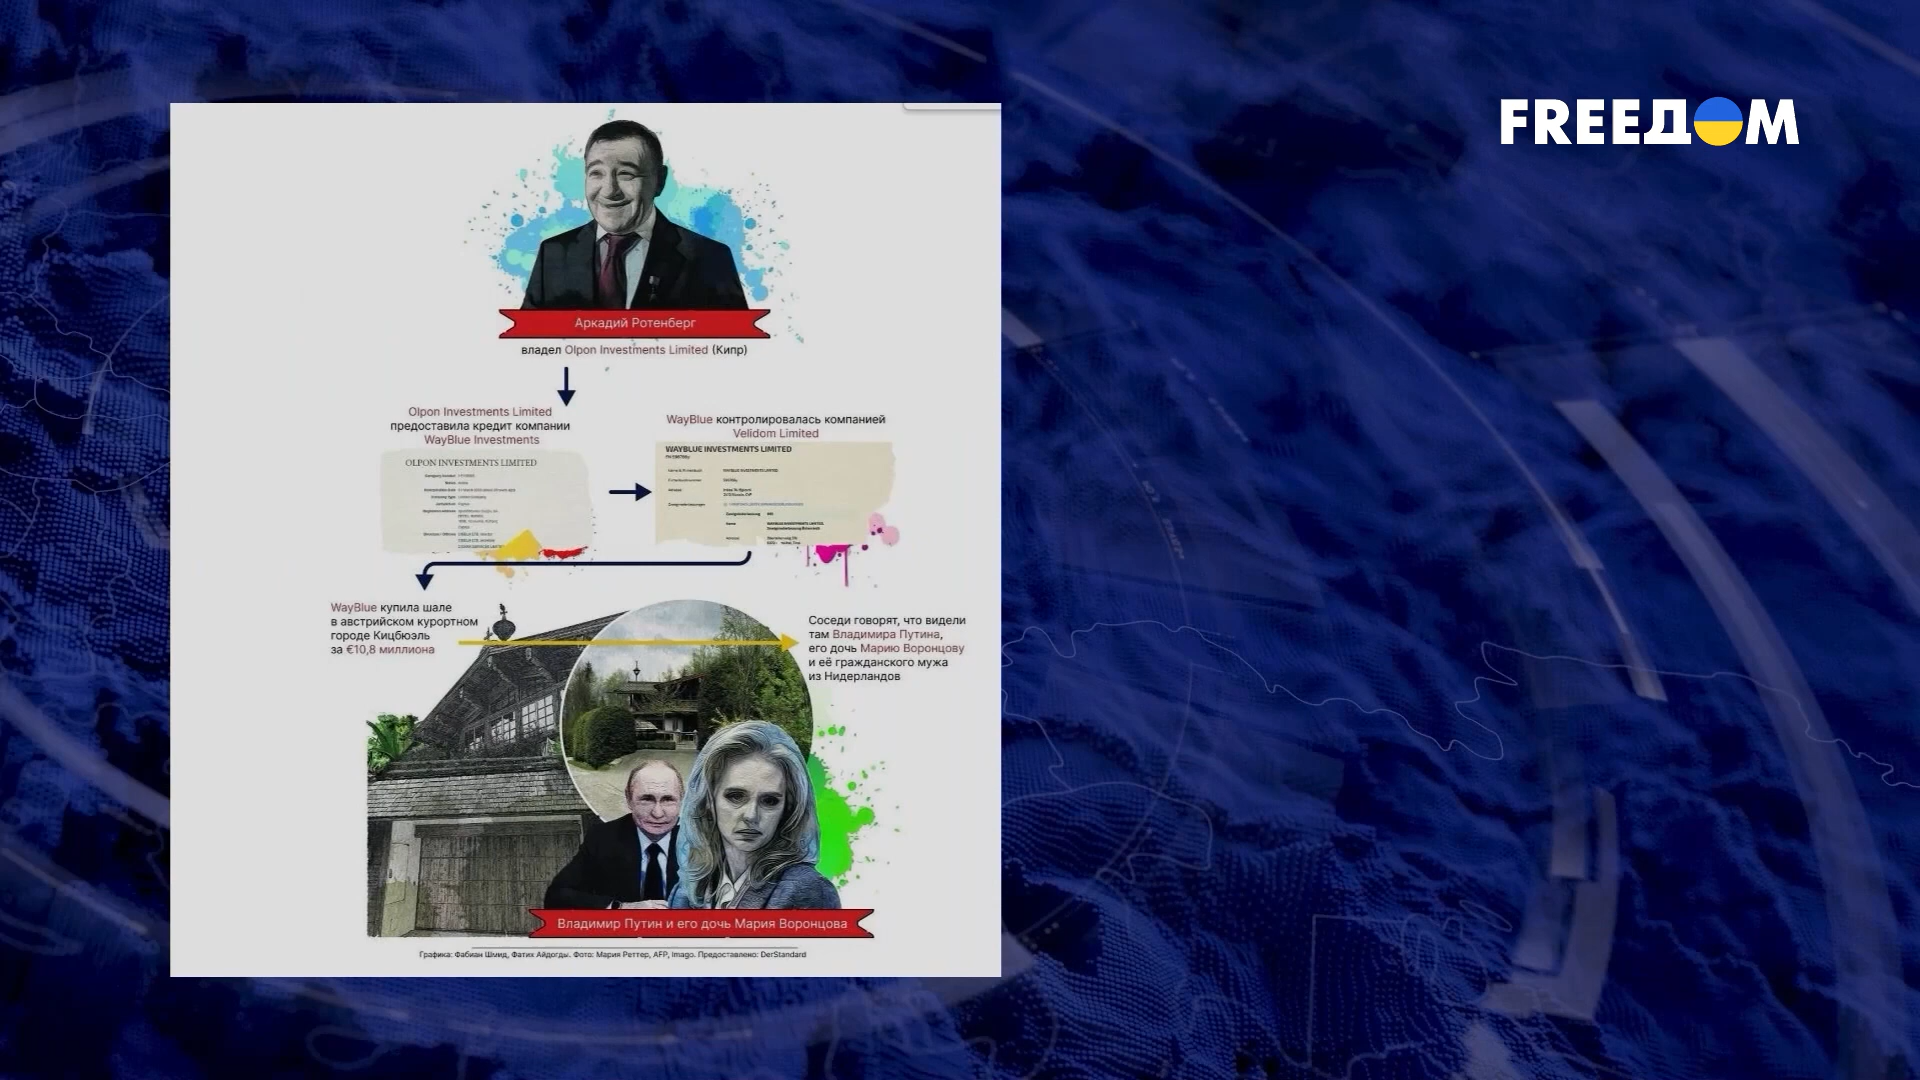 FREEДОМ
Аркадий Ротенберг
владел Olpon Investments Limited (Кипр)
Olpon Investments Limited
предоставила кредит компании
WayBlue Investments
WayBlue контролировалась компанией
Velidom Limited
OLPON INVESTMENTS LIMITED
WAYBLUE INVESTMENTS LIMITED
WayBlue купила шале
в австрийском курортном
городе Кицбюэль
за €10,8 миллиона
Соседи говорят, что видели
там Владимира Путина,
его дочь Марию Воронцову
и её гражданского мужа
из Нидерландов
Владимир Путин и его дочь Мария Воронцова
Графика: Фабиан Шмид, Фатих Айдогды. Фото: Мария Реттер, AFP, Imago. Предоставлено: DerStandard